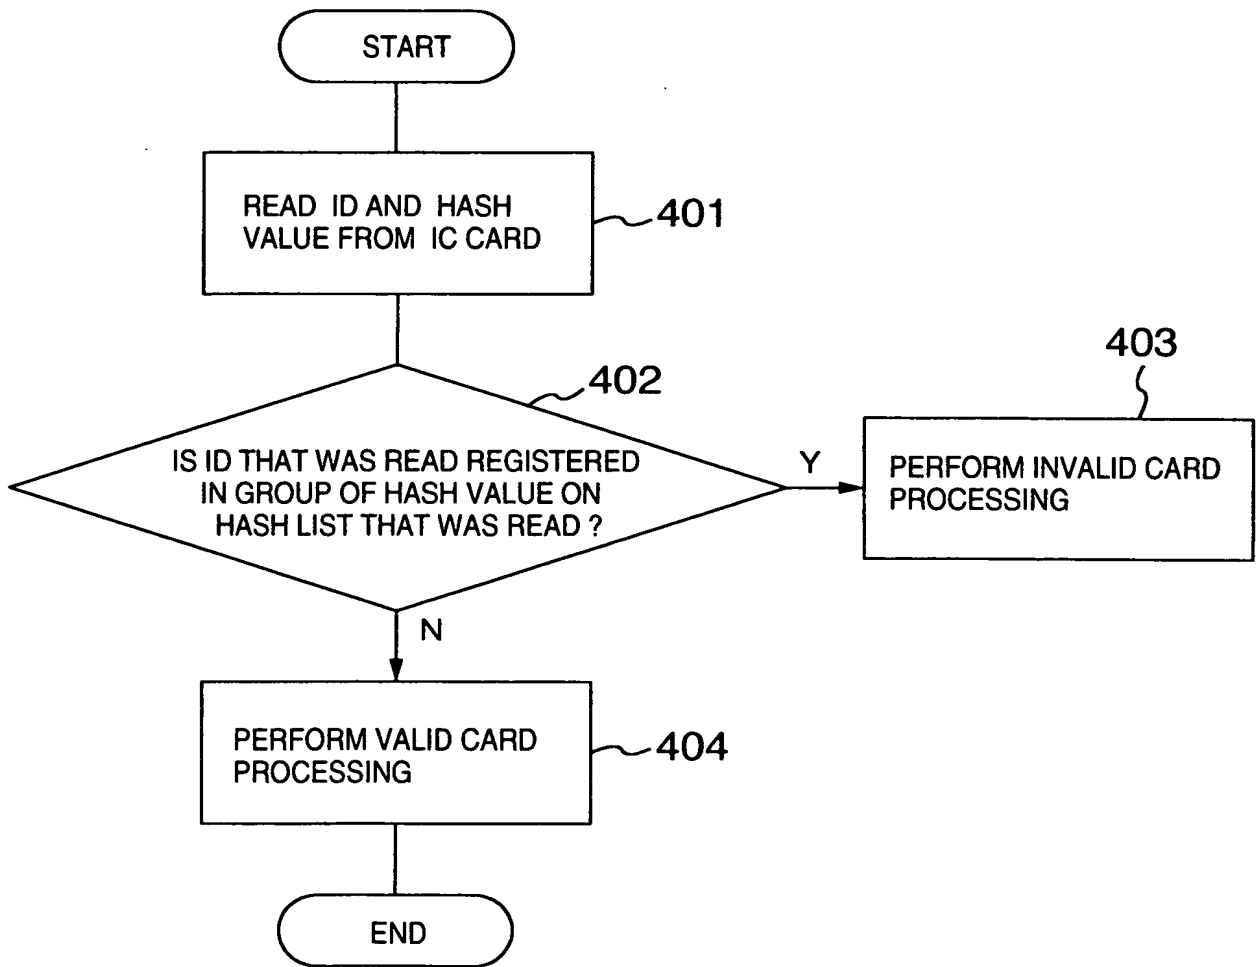 START
READ ID AND HASH
VALUE FROM IC CARD
401
402
IS ID THAT WAS READ REGISTERED
IN GROUP OF HASH VALUE ON
HASH LIST THAT WAS READ ?
Y
403
PERFORM INVALID CARD
PROCESSING
N
PERFORM VALID CARD
PROCESSING
404
END